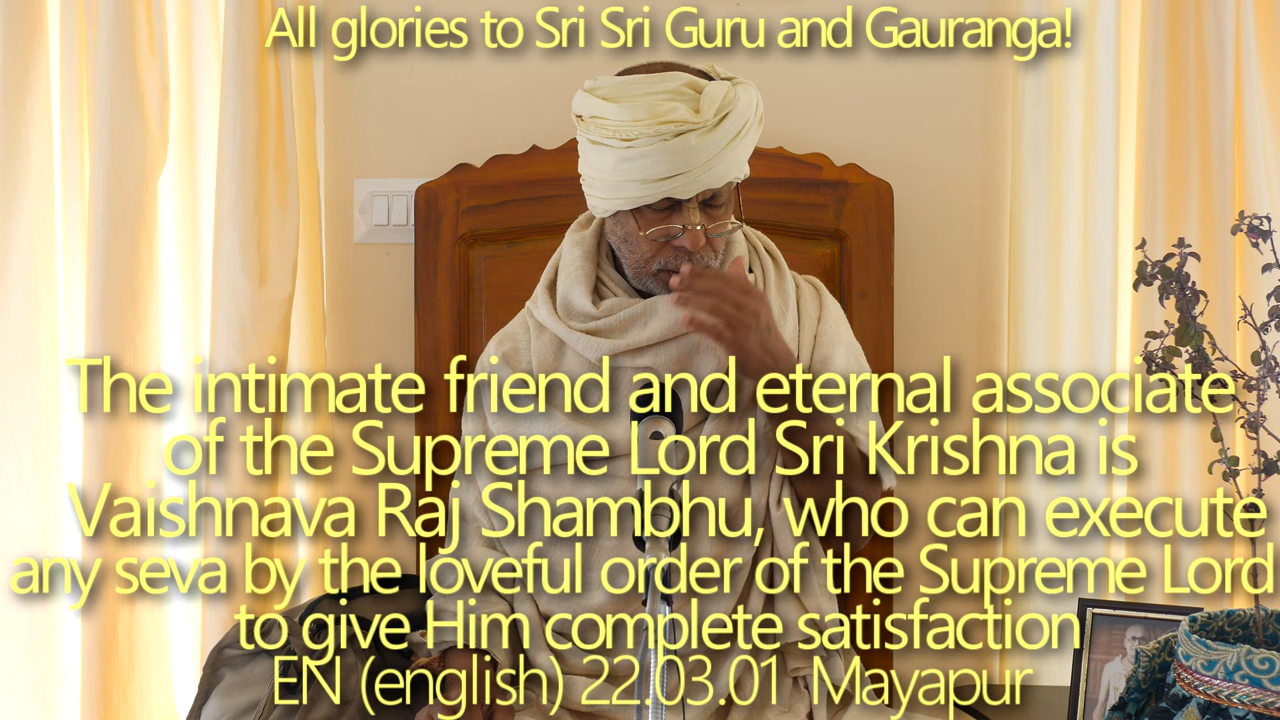 All glories to Sri Sri Guru and Gauranga!
The intimate friend and eternal associate
of the Supreme Lord Sri Krishna is
Vaishnava Raj Shambhu, who can execute
any seva by the loveful order of the Supreme Lord
to give Him complete satisfaction
EN (english) 22.03.01 Mayapur